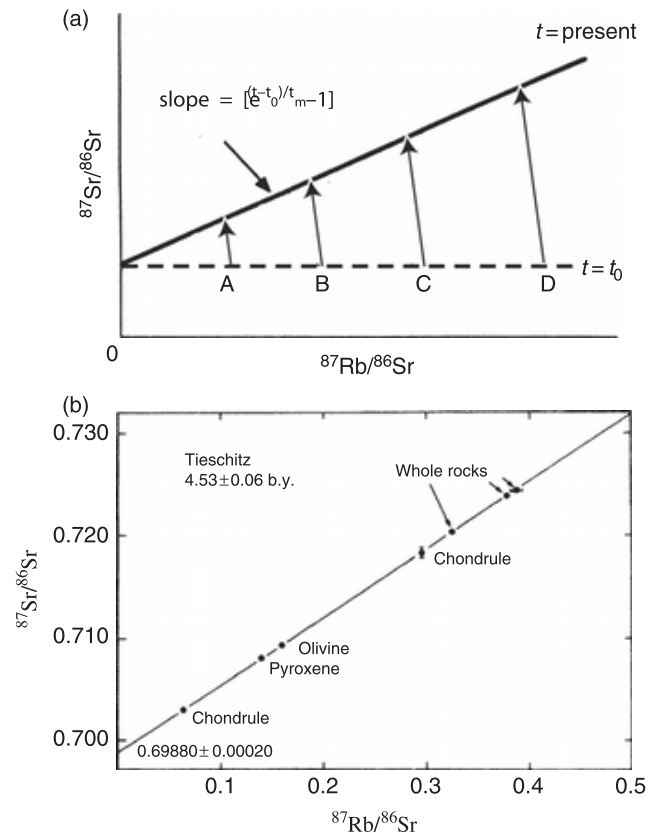 (a)
t = present
slope = [e(t–t0)/tm–1]
87Sr/86Sr
A
B
C
D
t = t0
0
87Rb/86Sr
(b)
0.730
Tieschitz
4.53±0.06 b.y.
Whole rocks
0.720
Chondrule
87Sr/86Sr
0.710
Olivine
Pyroxene
Chondrule
0.700
0.69880±0.00020
0.1
0.2
0.3
0.4
0.5
87Rb/86Sr